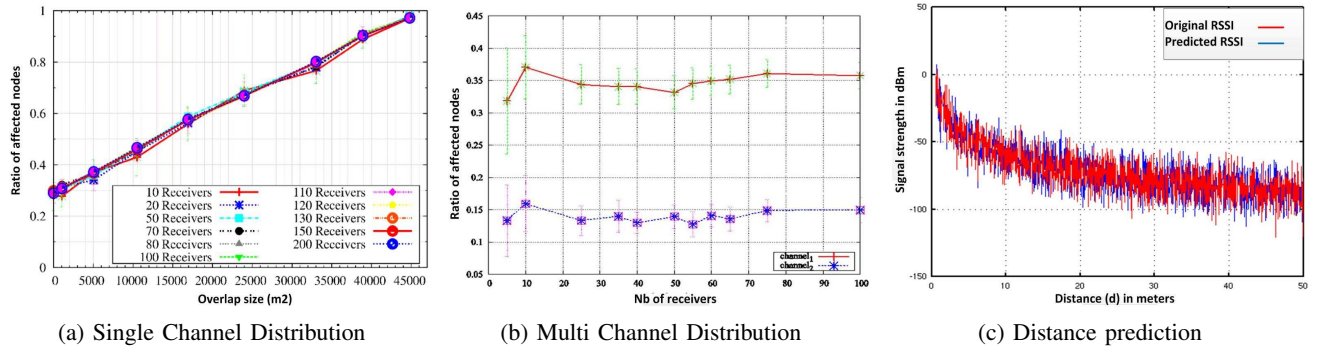 Ratio of affected nodes
1
0.8
0.6
0.4
0.2
0
0 5000 10000 15000 20000 25000 30000 35000 40000 45000
Overlap size (m2)
10 Receivers
20 Receivers
50 Receivers
70 Receivers
80 Receivers
100 Receivers
110 Receivers
120 Receivers
130 Receivers
150 Receivers
200 Receivers
(a) Single Channel Distribution
Ratio of affected nodes
0.45
0.4
0.35
0.3
0.25
0.2
0.15
0.1
0.05
0 10 20 30 40 50 60 70 80 90 100
Nb of receivers
channel1
channel2
(b) Multi Channel Distribution
Signal strength in dBm
50
0
-50
-100
-150
0 10 20 30 40 50
Distance (d) in meters
Original RSSI
Predicted RSSI
(c) Distance prediction